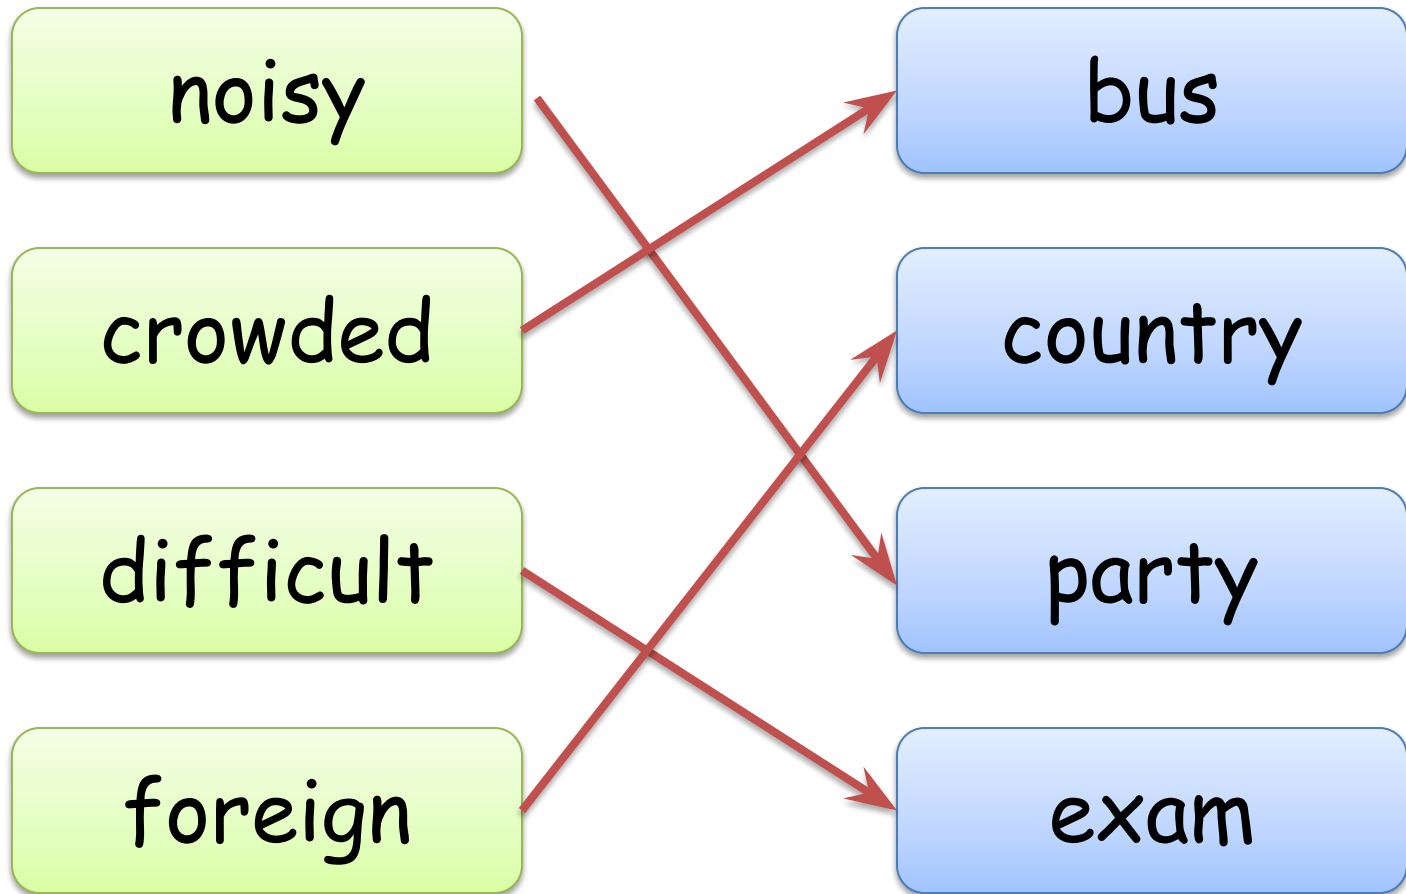 noisy
bus
crowded
country
difficult
party
foreign
exam